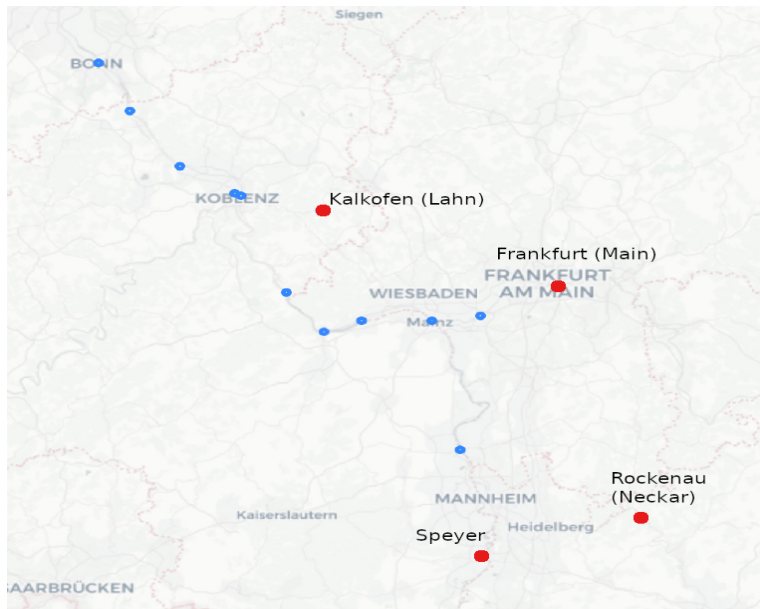 Siegen
BONN
KOBLENZ
Kalkofen (Lahn)
Frankfurt (Main)
FRANKFURT
AM MAIN
WIESBADEN
Mainz
Rockenau
(Neckar)
MANNHEIM
Kaiserslautern
Heidelberg
Speyer
SAARBRÜCKEN